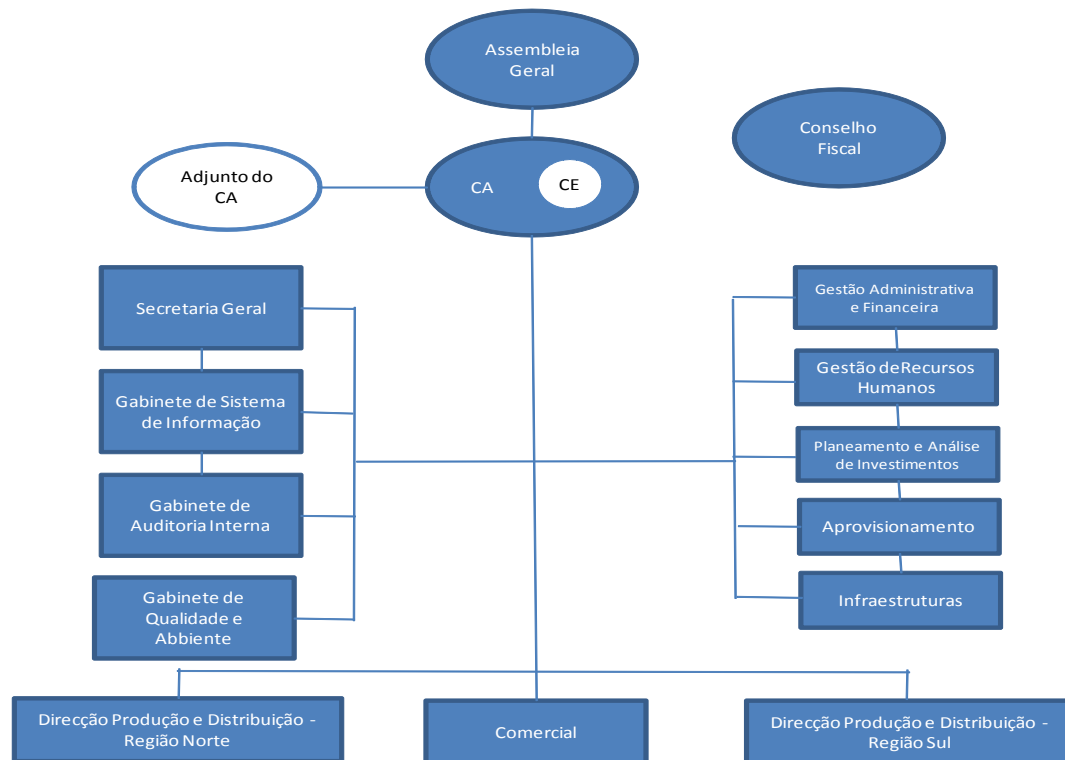 Assembleia
Geral
Conselho
Fiscal
Adjunto do
CA
CA
CE
Secretaria Geral
Gabinete de Sistema
de Informação
Gabinete de
Auditoria Interna
Gabinete de
Qualidade e
Abbiente
Gestão Administrativa
e Financeira
Gestão deRecursos
Humanos
Planeamento e Análise
de Investimentos
Aprovisionamento
Infraestruturas
Direcção Produção e Distribuição -
Região Norte
Comercial
Direcção Produção e Distribuição -
Região Sul